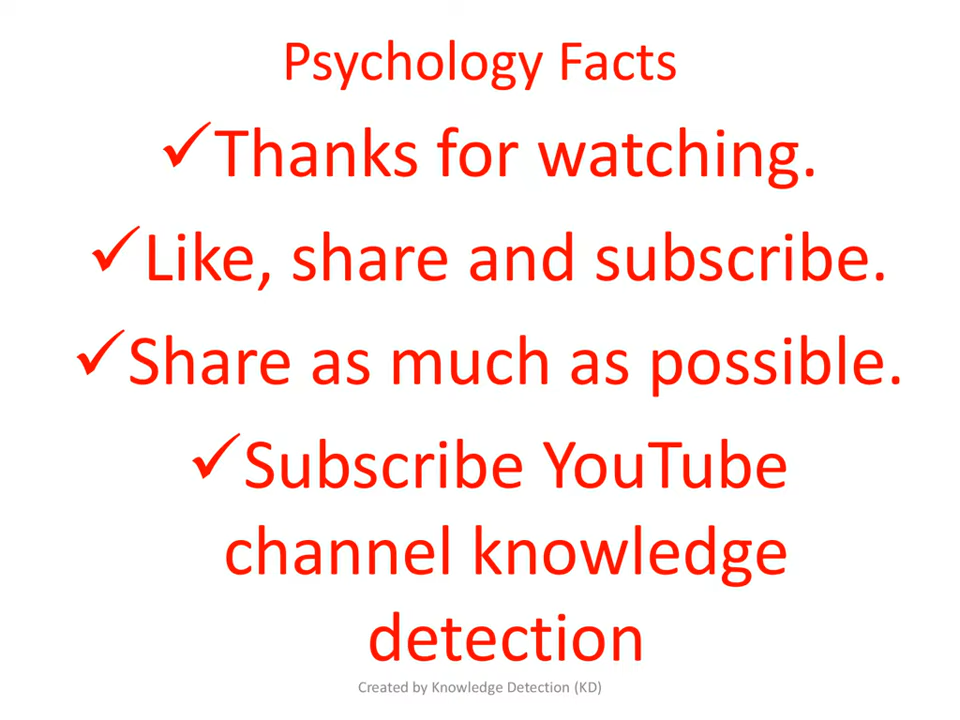 Psychology Facts
✓Thanks for watching.
✓Like, share and subscribe.
✓Share as much as possible.
✓Subscribe YouTube
channel knowledge
detection
Created by Knowledge Detection (KD)